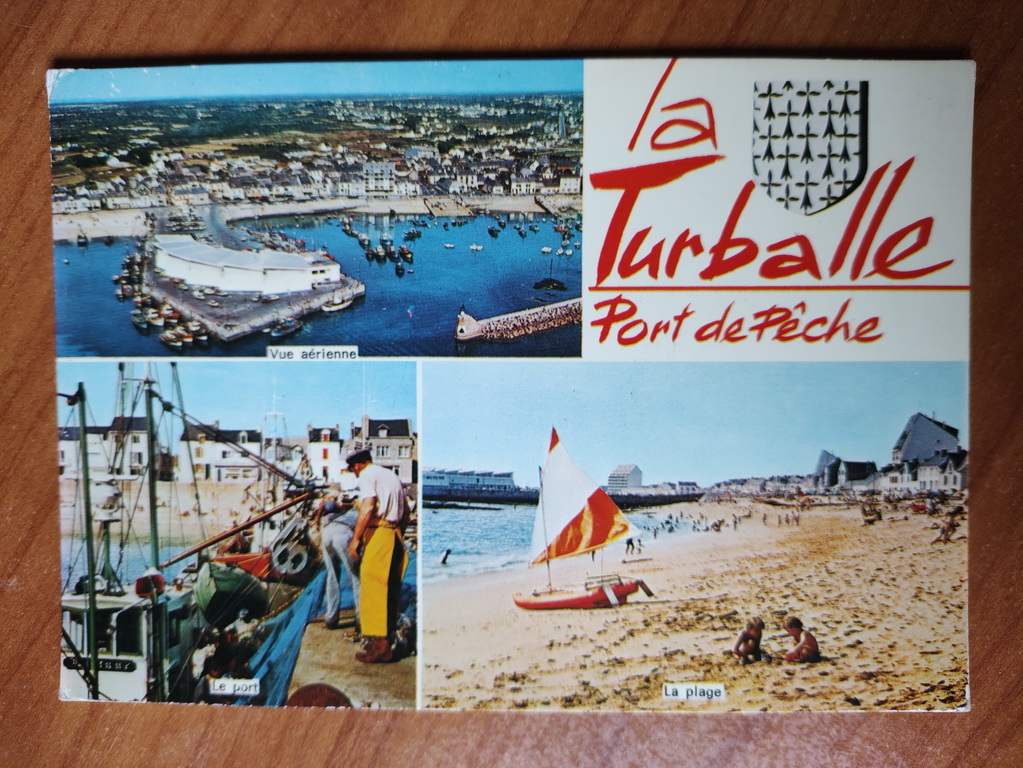 la
Turballe
Port de Pêche
Vue aérienne
Le port
La plage